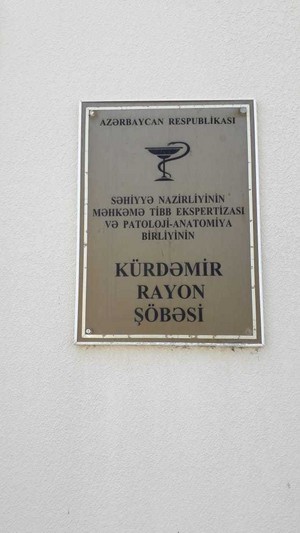 AZƏRBAYCAN RESPUBLİKASI
SƏHİYYƏ NAZİRLİYİNİN
MƏHKƏMƏ TİBB EKSPERTİZASI
VƏ PATOLOJİ-ANATOMİYA
BİRLİYİNİN
KÜRDƏMİR
RAYON
ŞÖBƏSİ